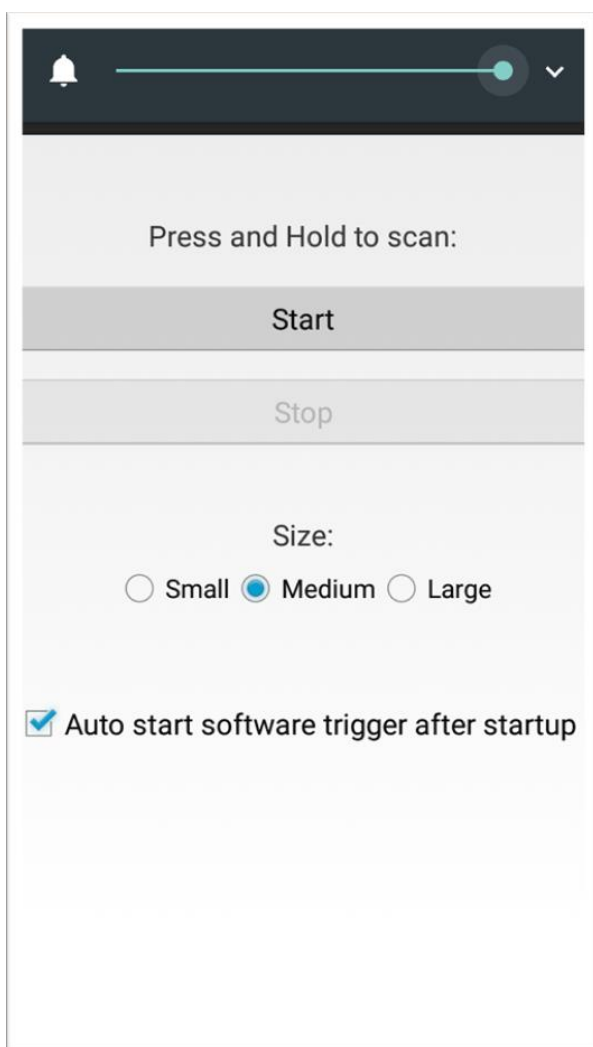 Press and Hold to scan:
Start
Stop
Size:
Small Medium Large
Auto start software trigger after startup